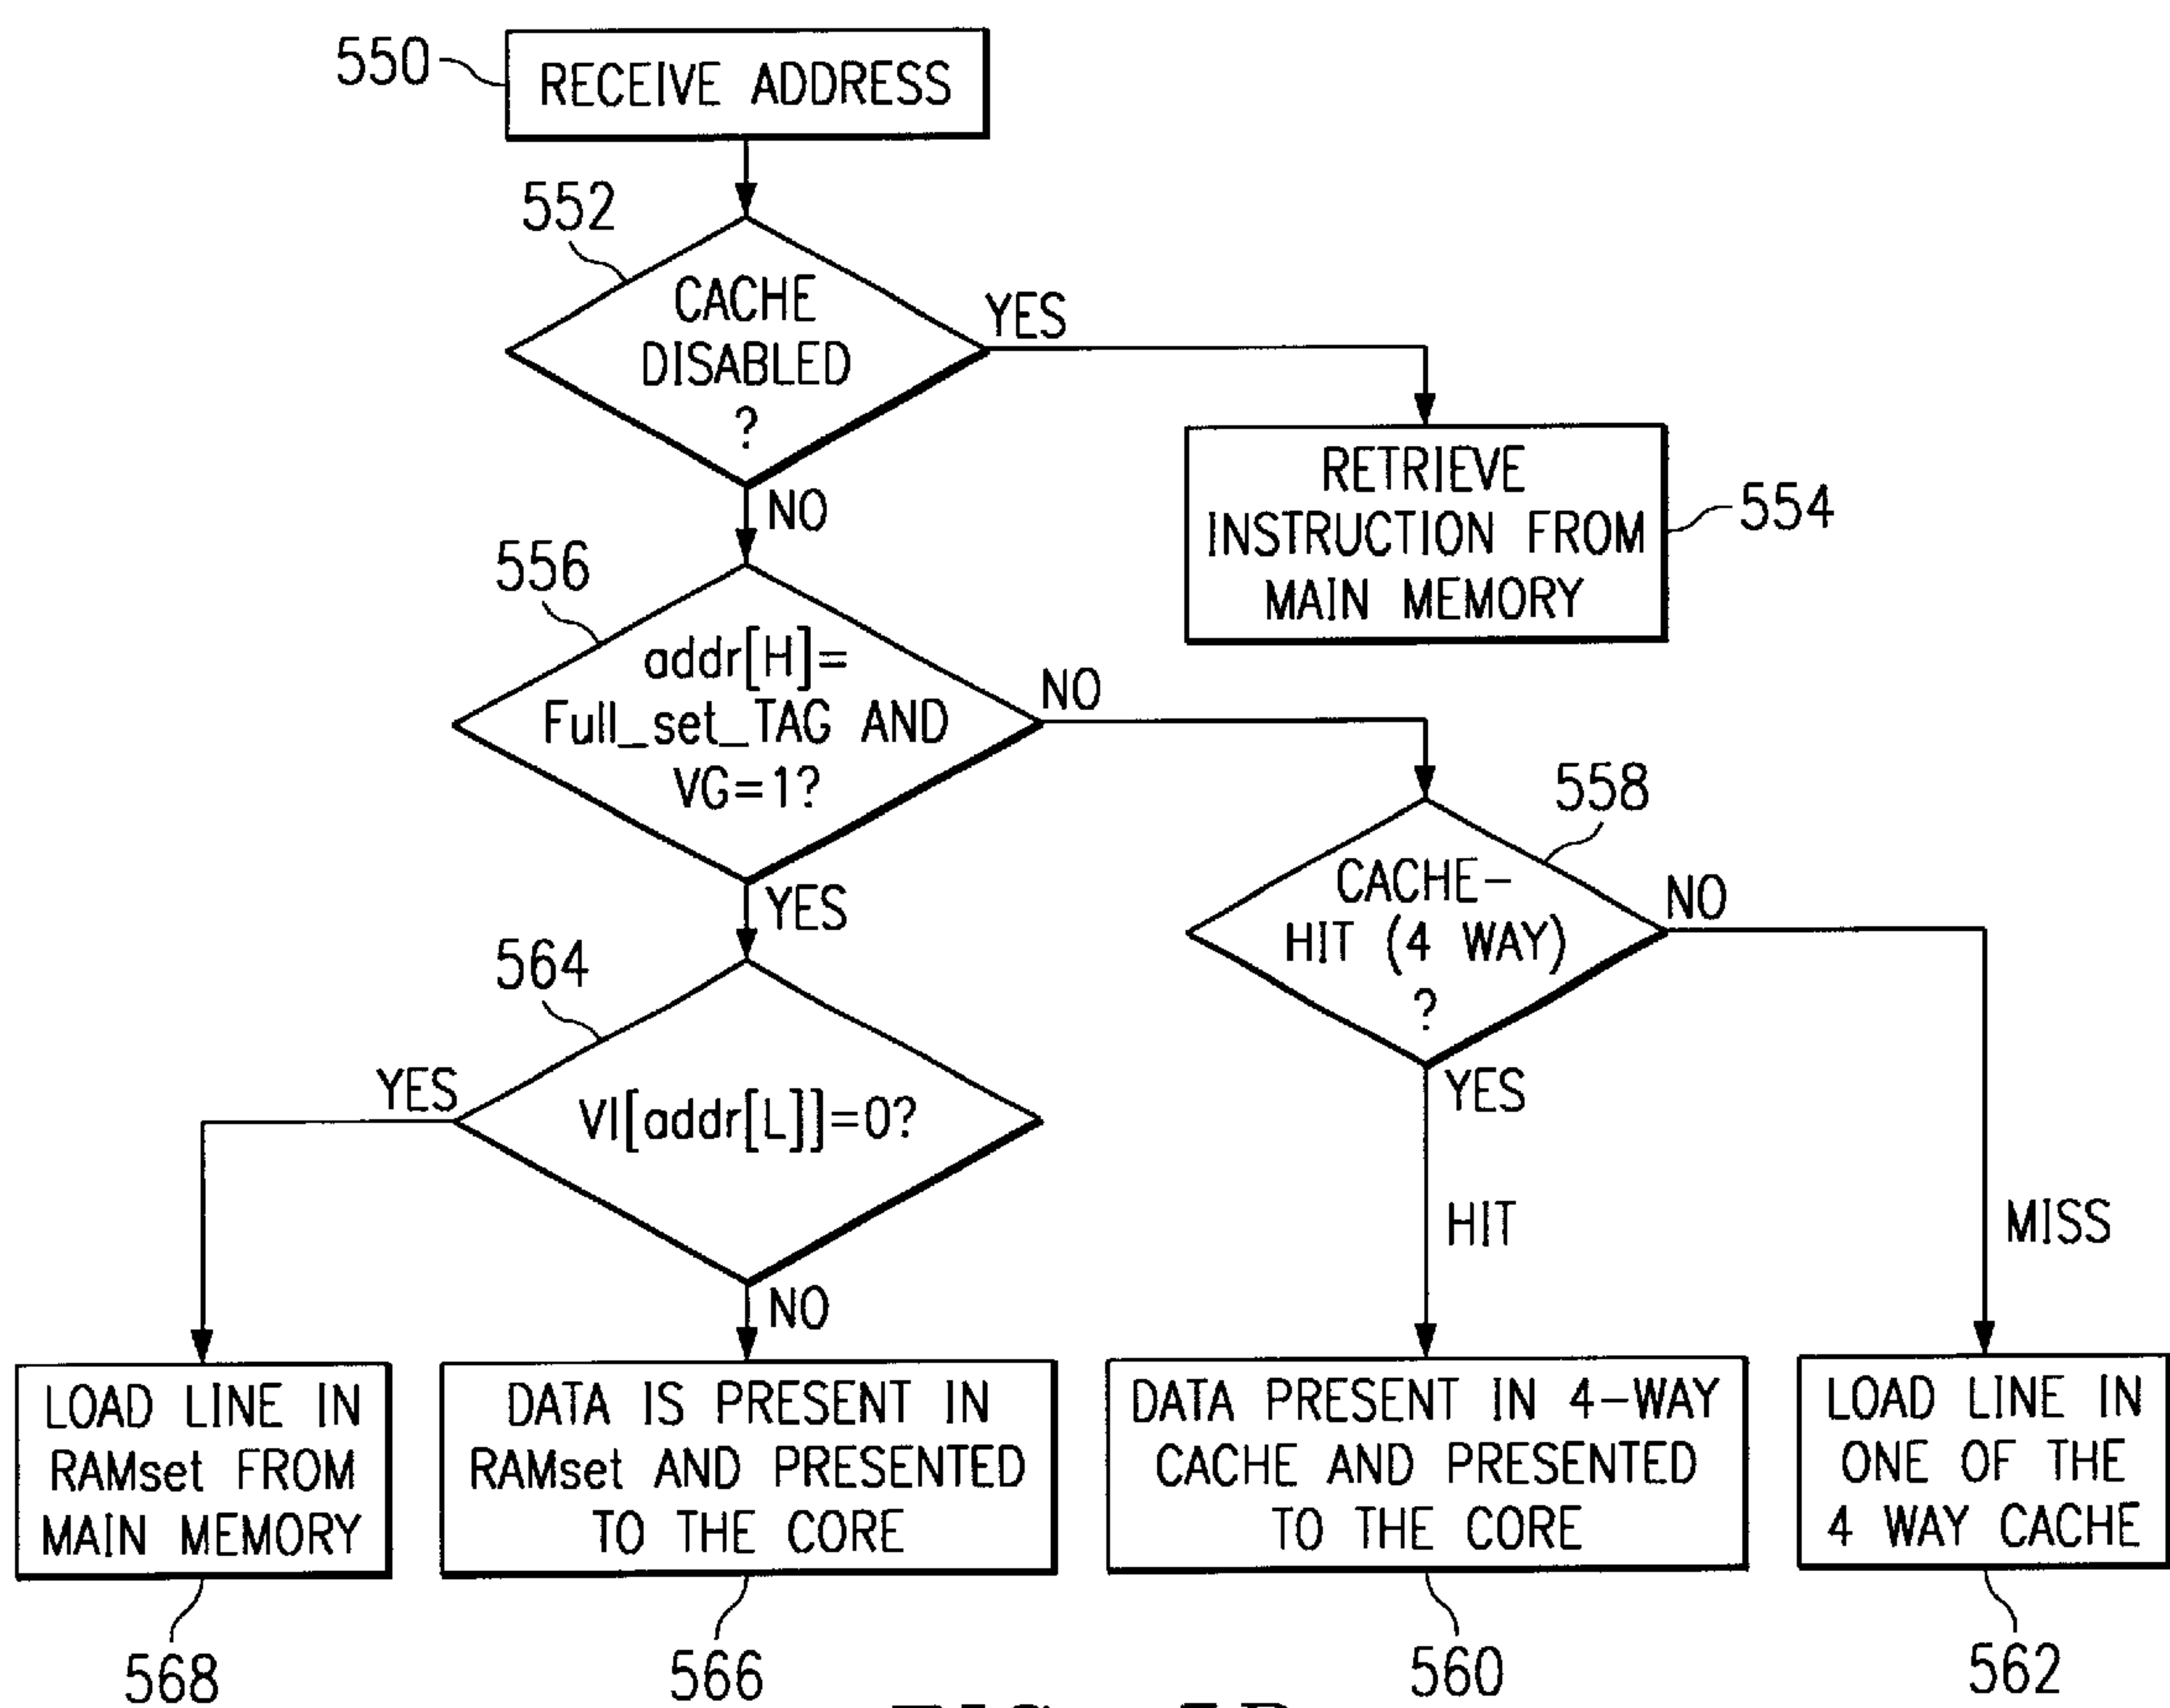 550
RECEIVE ADDRESS
552
CACHE
DISABLED
?
YES
NO
RETRIEVE
INSTRUCTION FROM
MAIN MEMORY
554
556
addr[H]=
Full_set_TAG AND
VG=1?
NO
YES
558
CACHE-
HIT (4 WAY)
?
NO
YES
HIT
MISS
564
VI[addr[L]]=0?
YES
NO
LOAD LINE IN
RAMset FROM
MAIN MEMORY
568
DATA IS PRESENT IN
RAMset AND PRESENTED
TO THE CORE
566
DATA PRESENT IN 4-WAY
CACHE AND PRESENTED
TO THE CORE
560
LOAD LINE IN
ONE OF THE
4 WAY CACHE
562